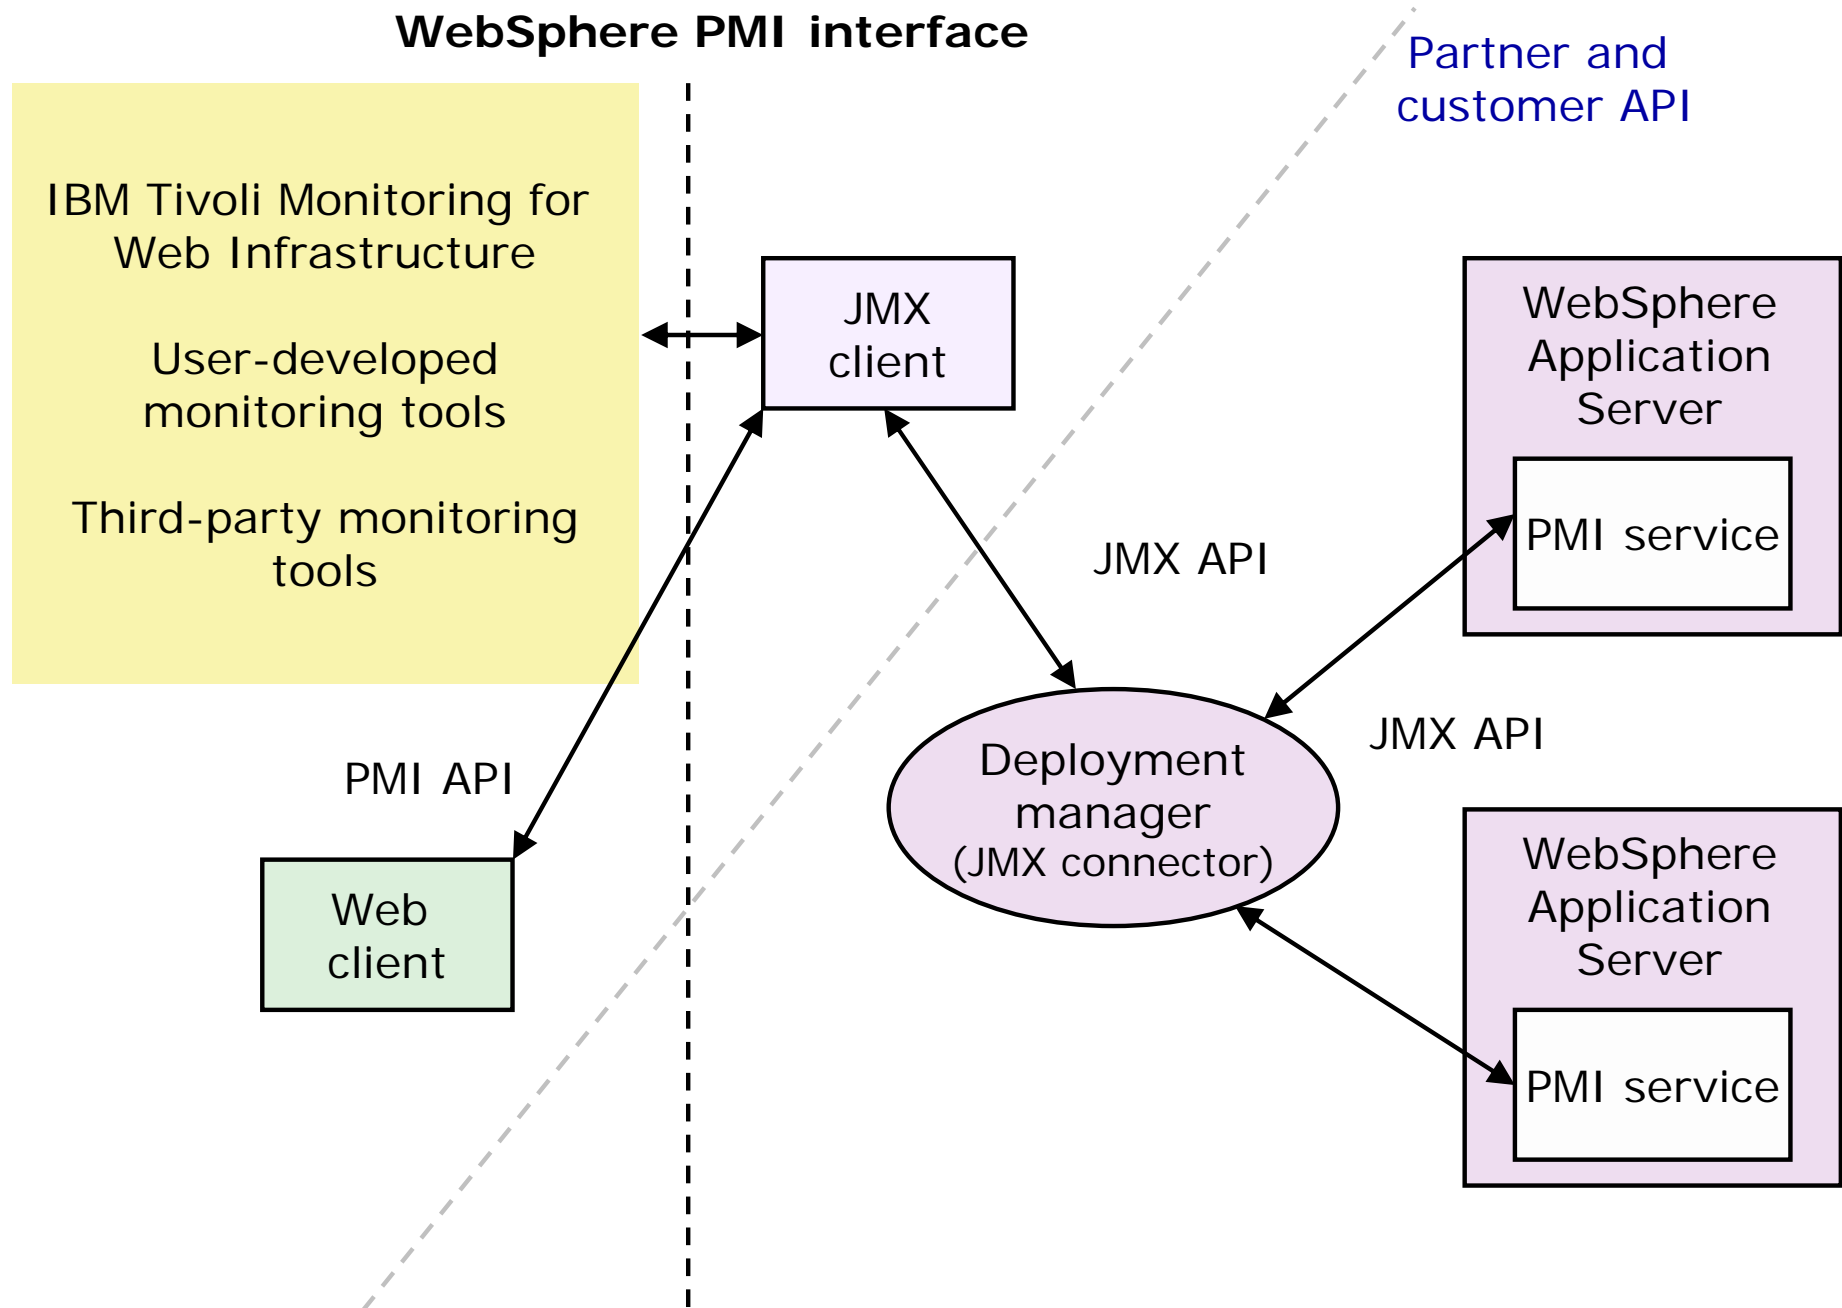 WebSphere PMI interface
Partner and
customer API
IBM Tivoli Monitoring for
Web Infrastructure
User-developed
monitoring tools
Third-party monitoring
tools
JMX
client
WebSphere
Application
Server
PMI service
JMX API
JMX API
PMI API
Deployment
manager
(JMX connector)
Web
client
WebSphere
Application
Server
PMI service